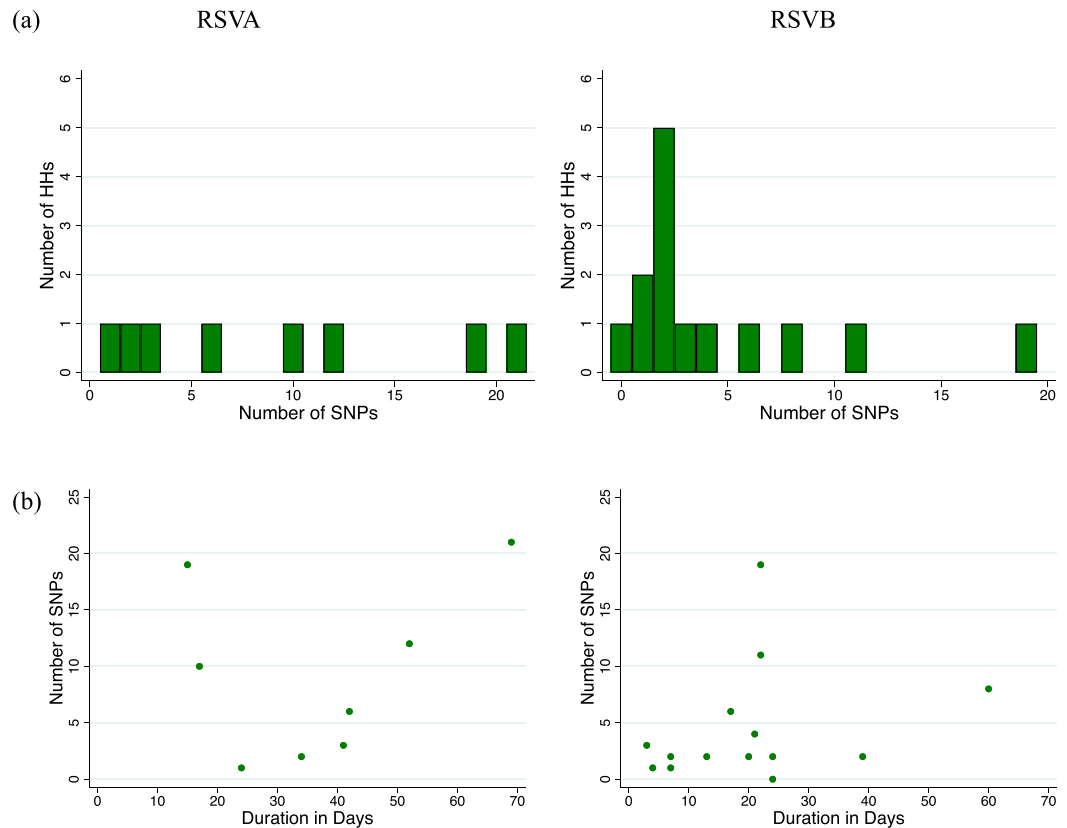 (a) RSVA RSVB
6
5
4
3
2
1
0
Number of HHs
0 5 10 15 20
Number of SNPs
6
5
4
3
2
1
0
Number of HHs
0 5 10 15 20
Number of SNPs
(b)
25
20
15
10
5
0
Number of SNPs
0 10 20 30 40 50 60 70
Duration in Days
25
20
15
10
5
0
Number of SNPs
0 10 20 30 40 50 60 70
Duration in Days